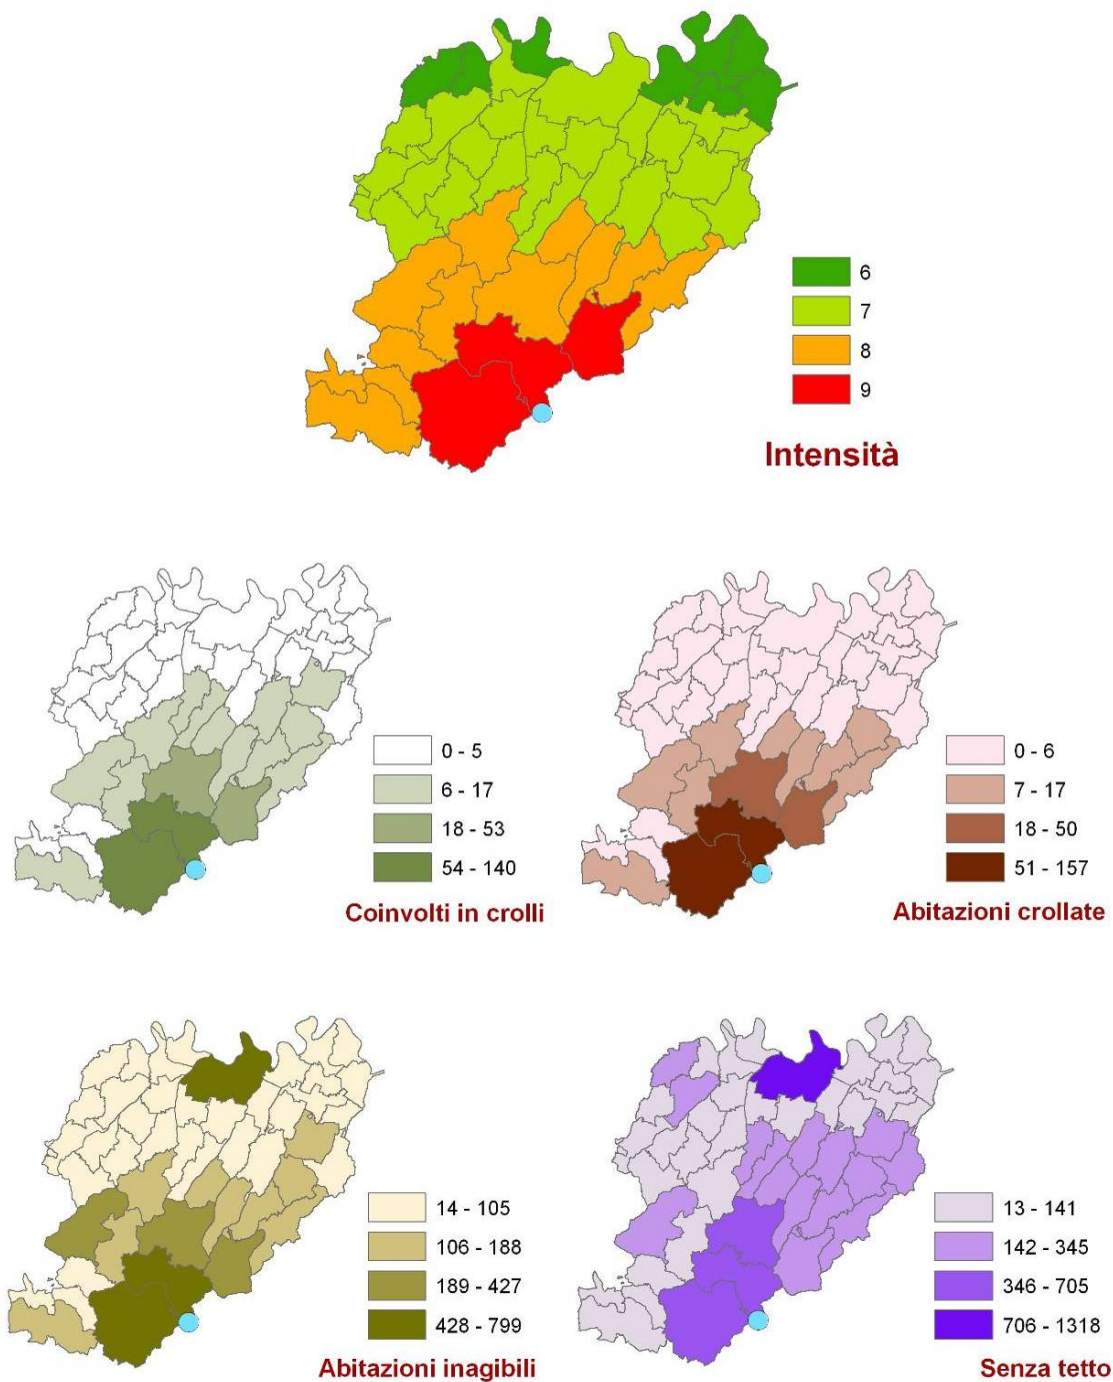 6
7
8
9
Intensità
0 - 5
6 - 17
18 - 53
54 - 140
Coinvolti in crolli
0 - 6
7 - 17
18 - 50
51 - 157
Abitazioni crollate
14 - 105
106 - 188
189 - 427
428 - 799
Abitazioni inagibili
13 - 141
142 - 345
346 - 705
706 - 1318
Senza tetto